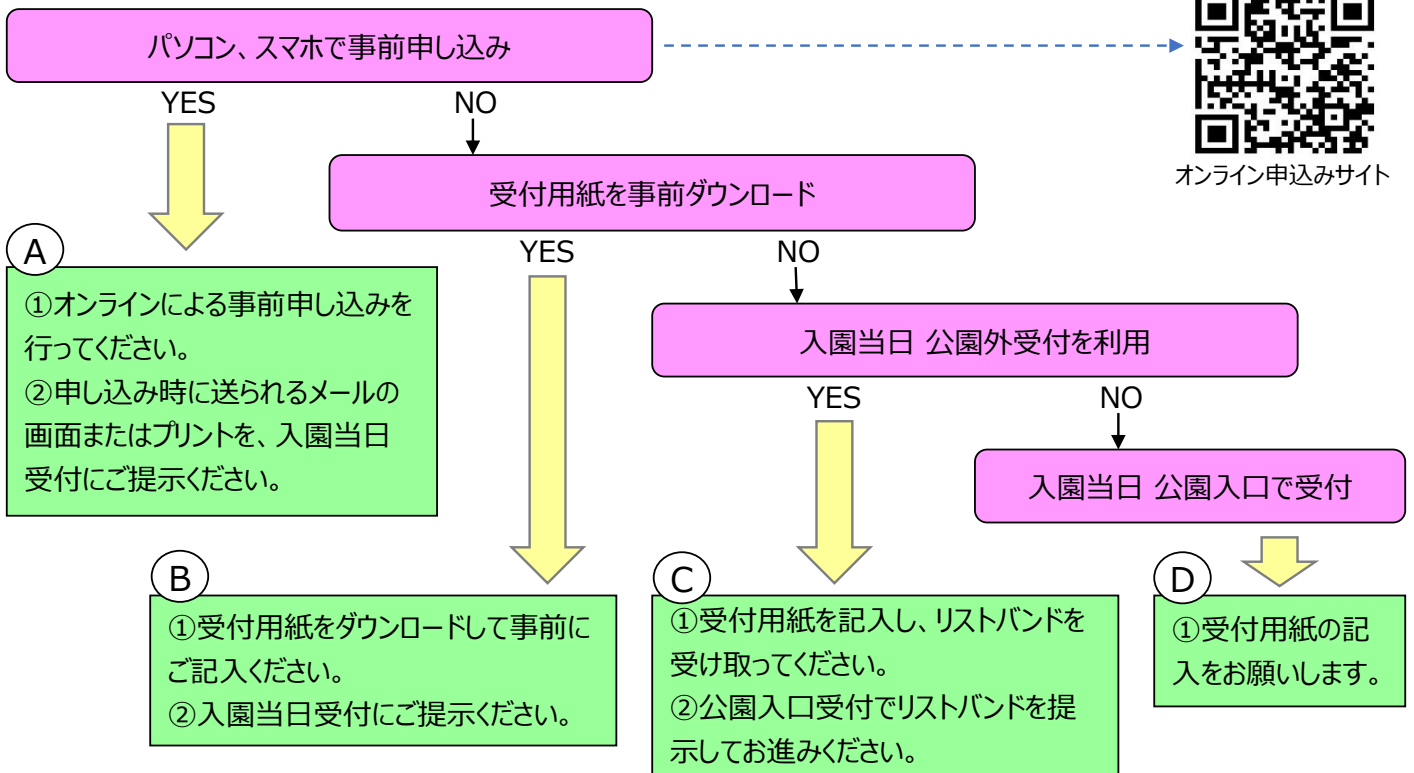 パソコン、スマホで事前申し込み
オンライン申込みサイト
YES
NO
受付用紙を事前ダウンロード
YES
NO
A
①オンラインによる事前申し込みを
行ってください。
②申し込み時に送られるメールの
画面またはプリントを、入園当日
受付にご提示ください。
入園当日 公園外受付を利用
YES
NO
入園当日 公園入口で受付
B
①受付用紙をダウンロードして事前に
ご記入ください。
②入園当日受付にご提示ください。
C
①受付用紙を記入し、リストバンドを
受け取ってください。
②公園入口受付でリストバンドを提
示してお進みください。
D
①受付用紙の記
入をお願いします。